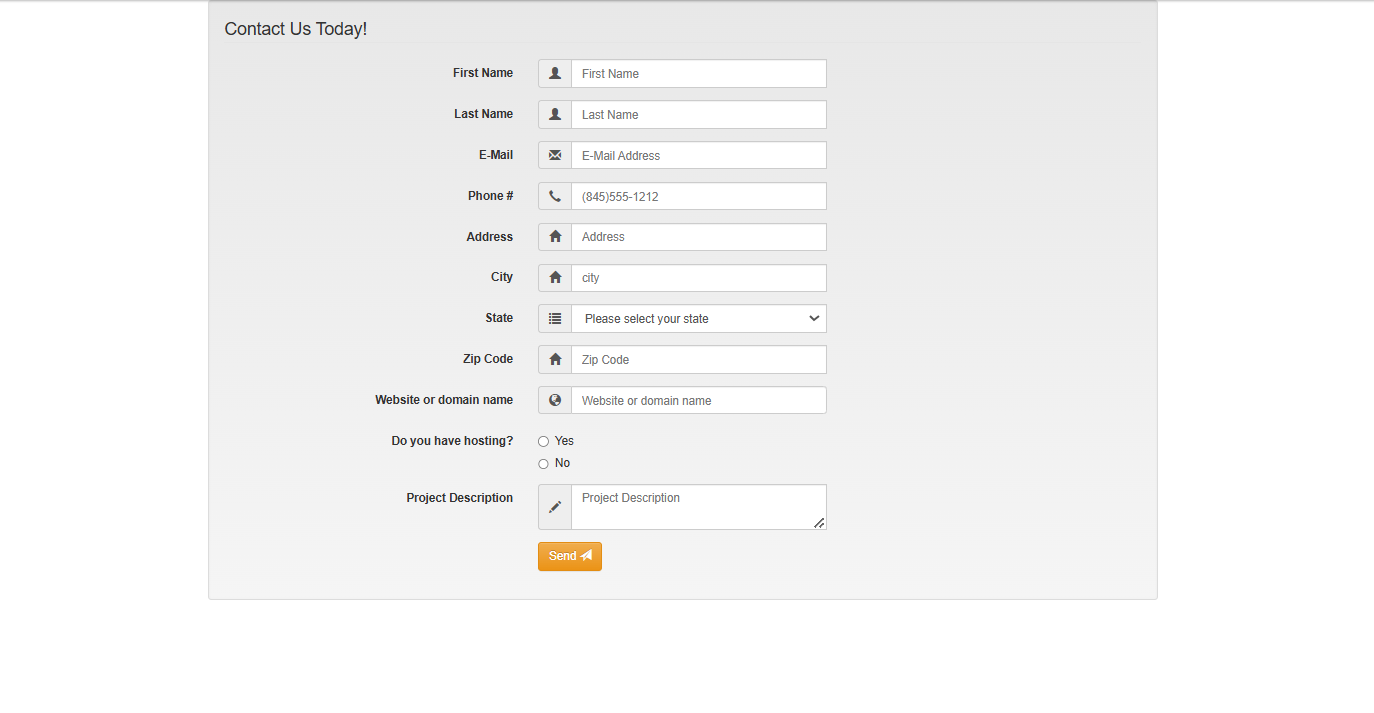 Contact Us Today!
First Name First Name
Last Name Last Name
E-Mail E-Mail Address
Phone # (845)555-1212
Address Address
City city
State Please select your state
Zip Code Zip Code
Website or domain name Website or domain name
Do you have hosting? Yes
No
Project Description Project Description
Send